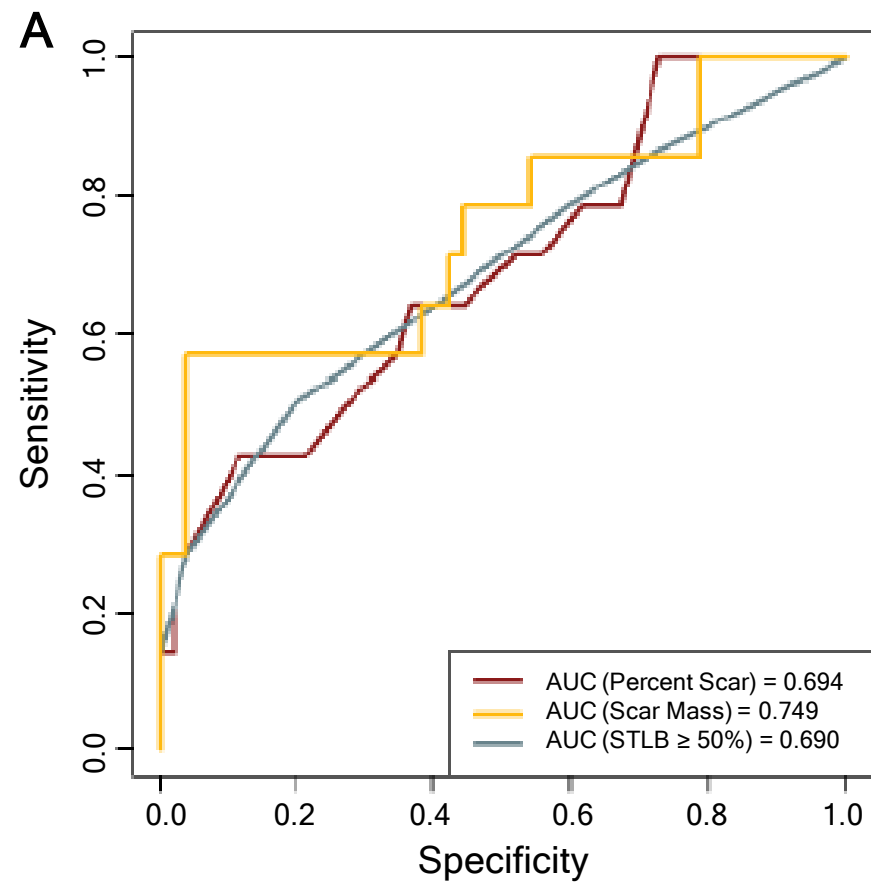 A
1.0
0.8
0.6
0.4
0.2
0.0
Sensitivity
AUC (Percent Scar) = 0.694
AUC (Scar Mass) = 0.749
AUC (STLB ≥ 50%) = 0.690
0.0 0.2 0.4 0.6 0.8 1.0
Specificity